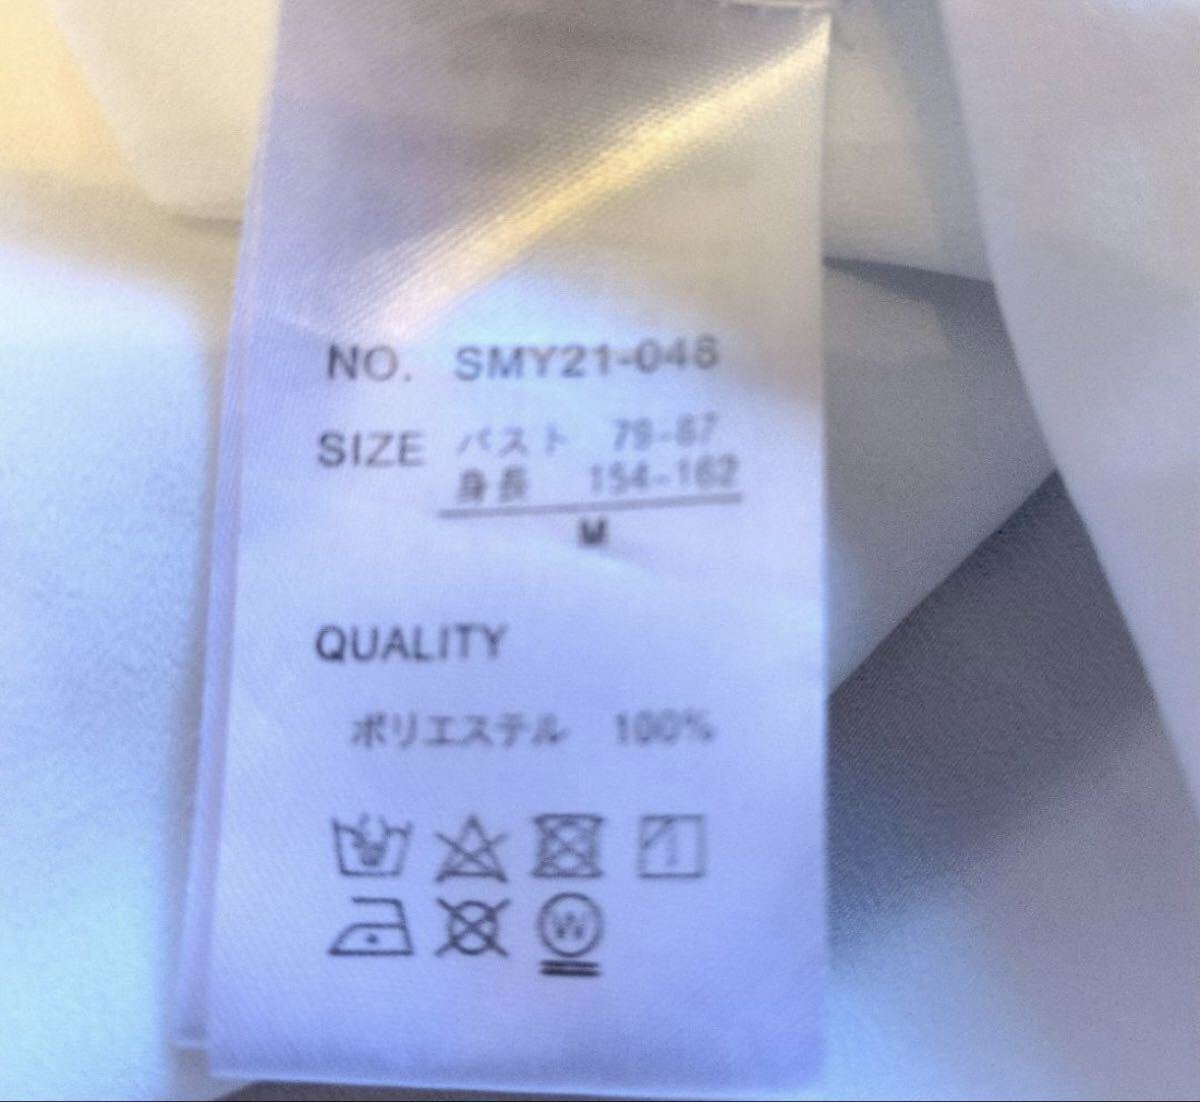 NO. SMY21-046
SIZE バスト 79-87
身長 154-162
M
QUALITY
ポリエステル 100%
W